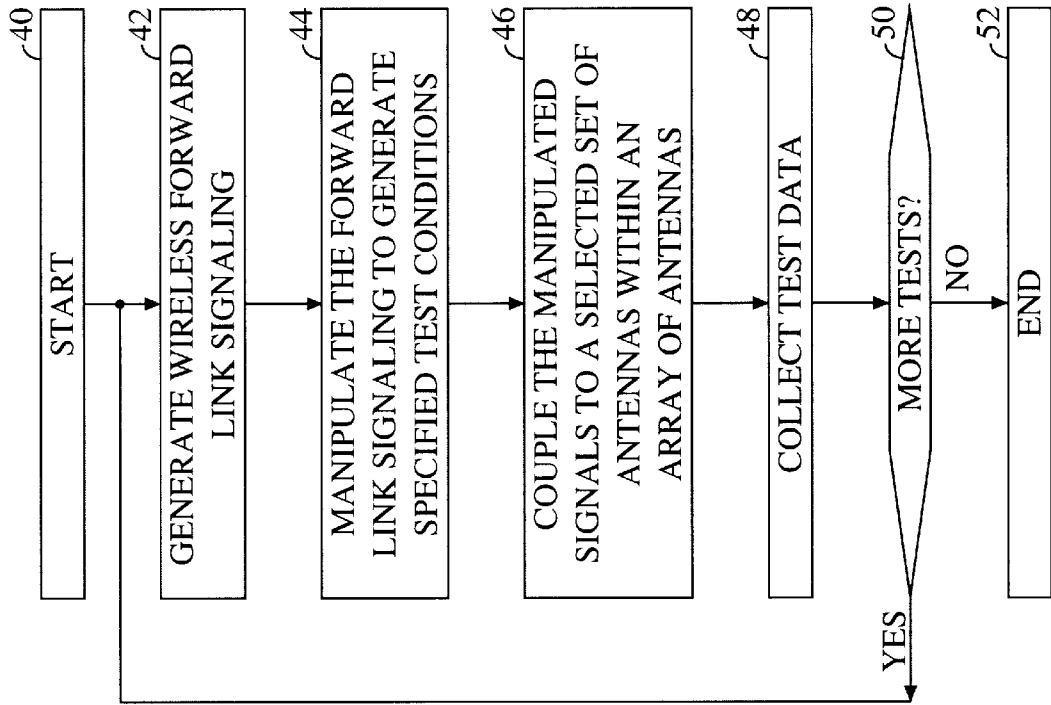 40
START
42
GENERATE WIRELESS FORWARD
LINK SIGNALING
44
MANIPULATE THE FORWARD
LINK SIGNALING TO GENERATE
SPECIFIED TEST CONDITIONS
46
COUPLE THE MANIPULATED
SIGNALS TO A SELECTED SET OF
ANTENNAS WITHIN AN
ARRAY OF ANTENNAS
48
COLLECT TEST DATA
50
MORE TESTS?
YES
NO
52
END